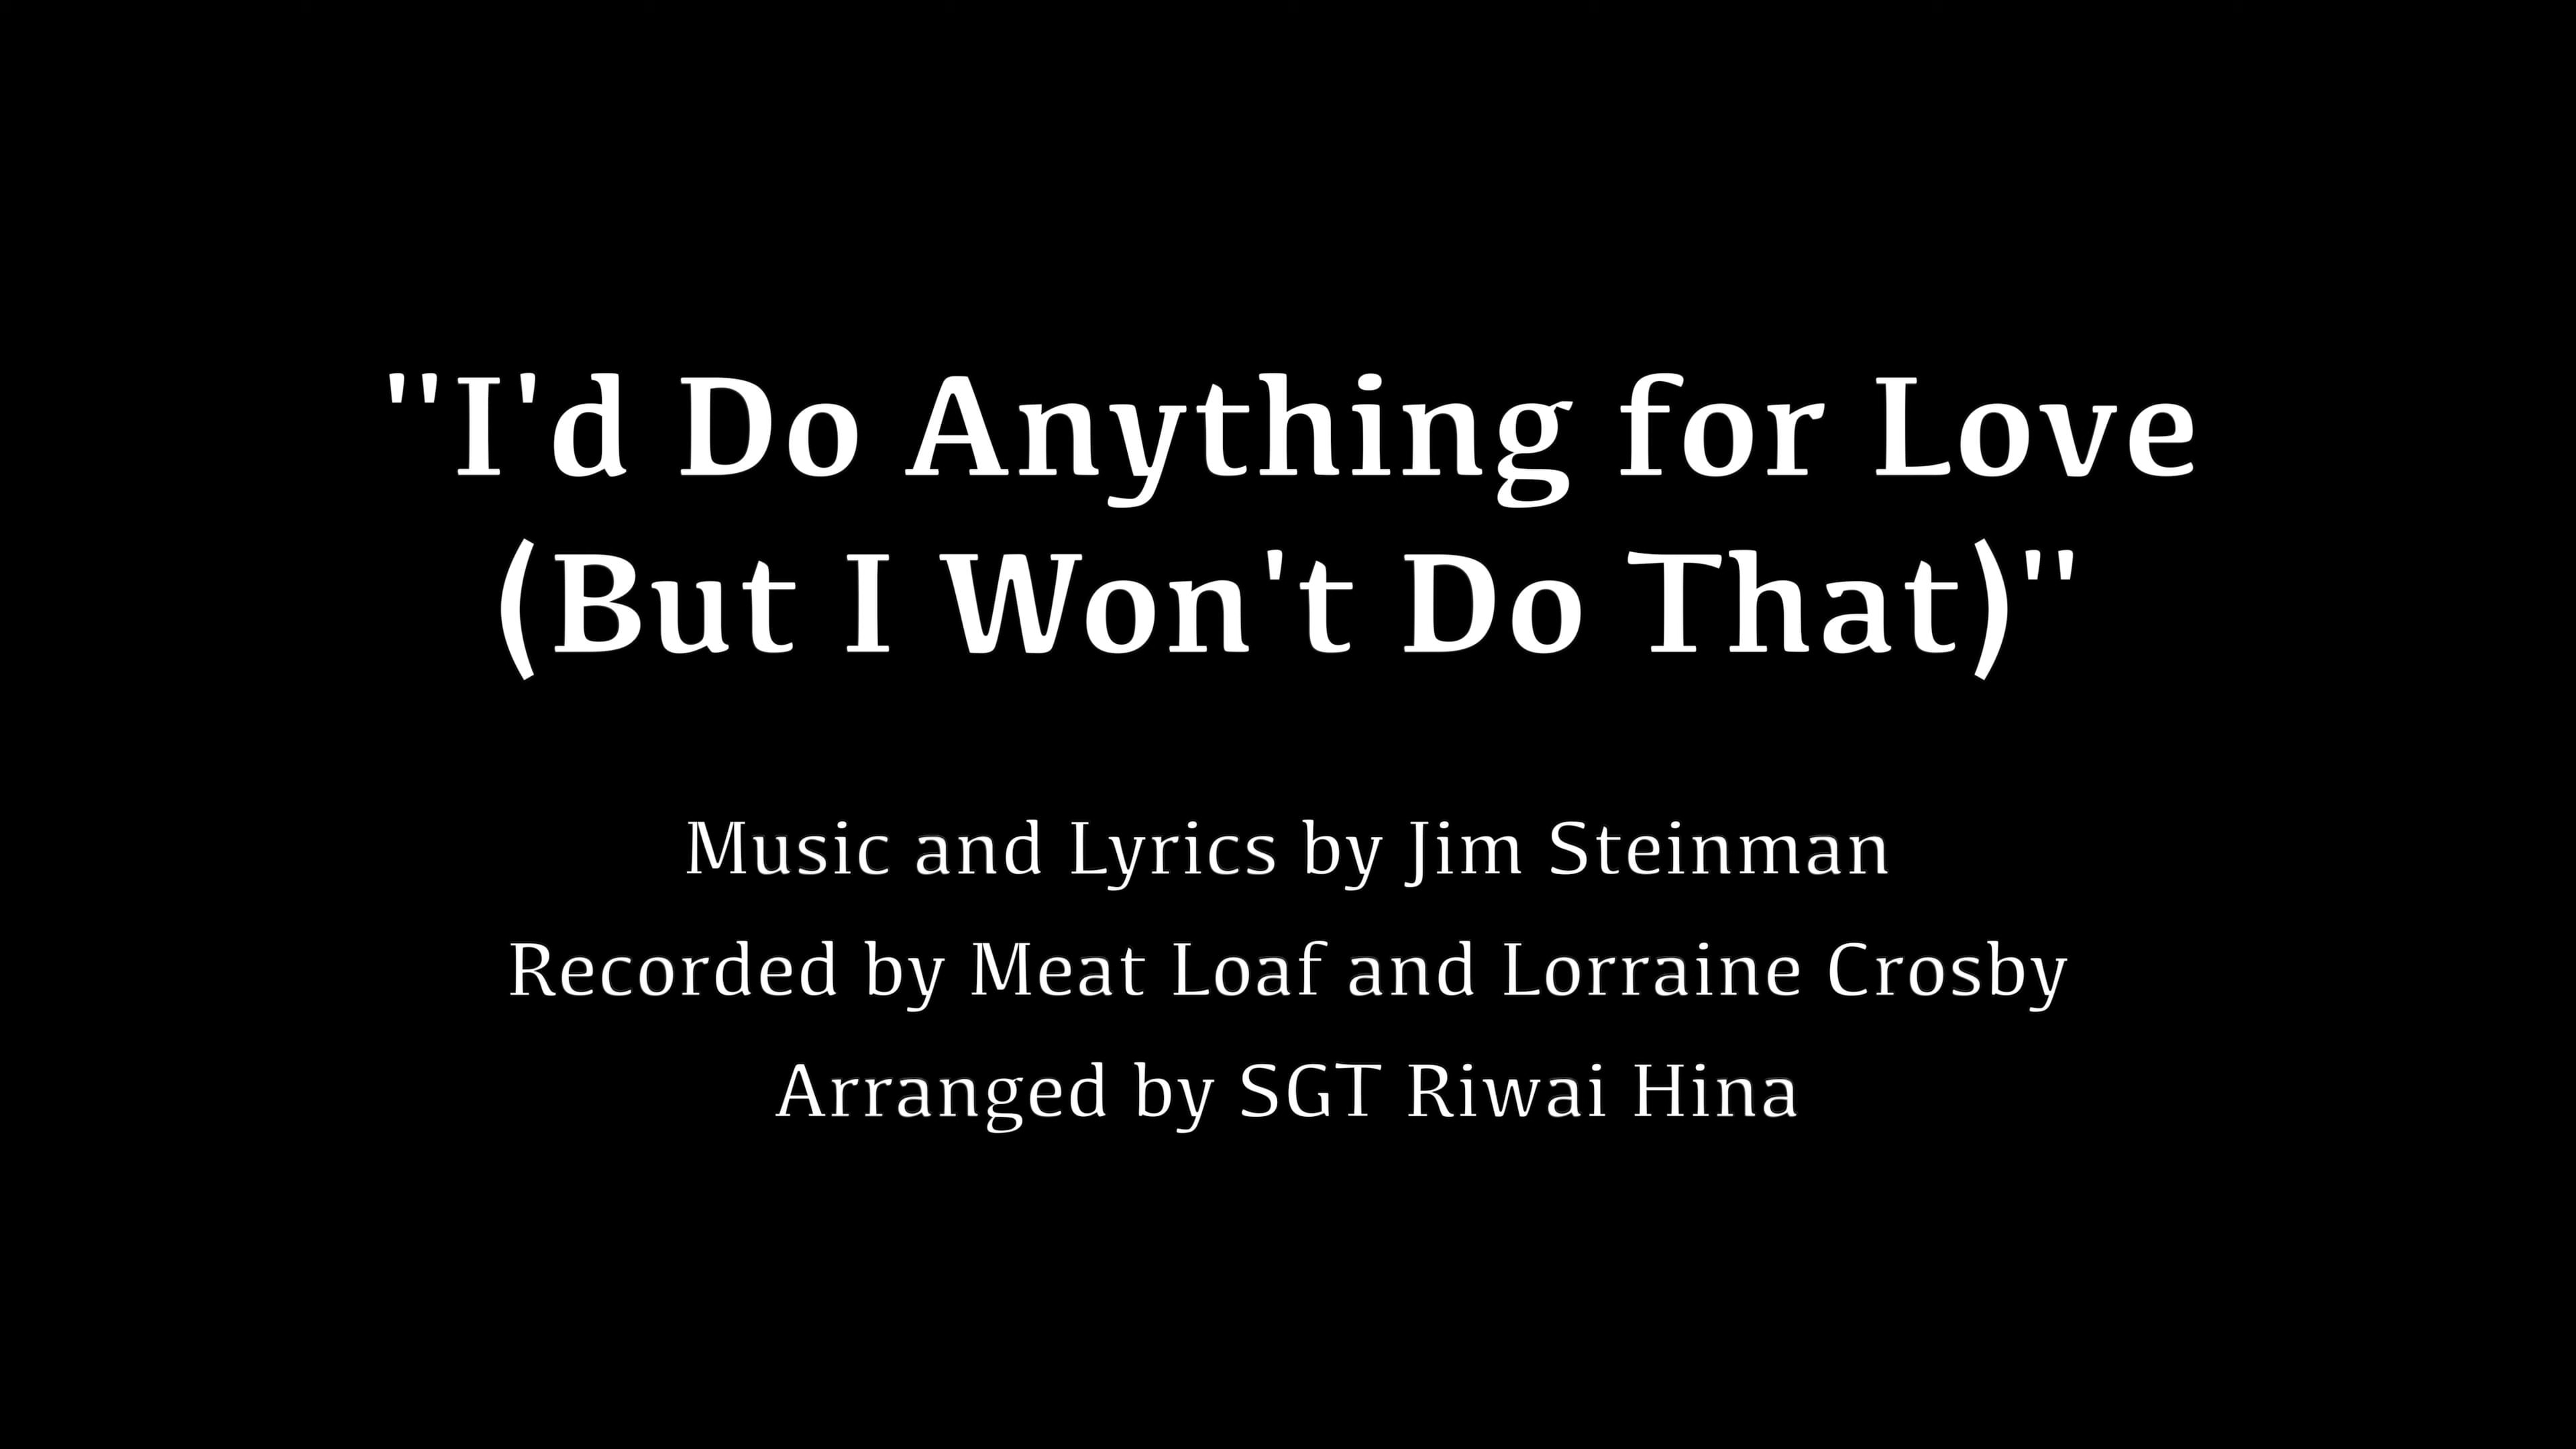 "I'd Do Anything for Love
(But I Won't Do That)"
Music and Lyrics by Jim Steinman
Recorded by Meat Loaf and Lorraine Crosby
Arranged by SGT Riwai Hina